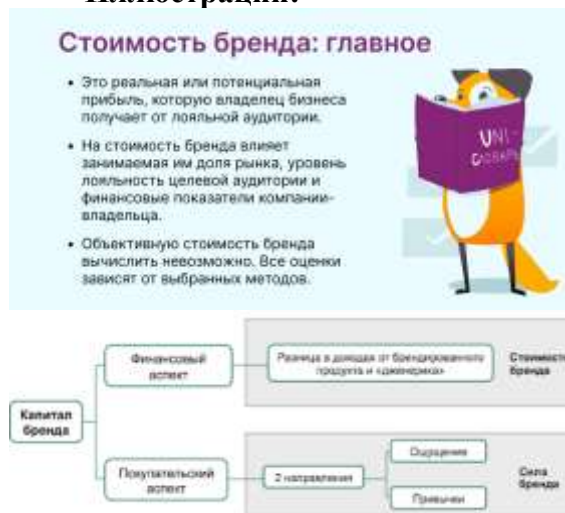 Иллюстрации:
Стоимость бренда: главное
• Это реальная или потенциальная
прибыль, которую владелец бизнеса
получает от лояльной аудитории.
• На стоимость бренда влияет
занимаемая им доля рынка, уровень
лояльность целевой аудитории и
финансовые показатели компании-
владельца.
• Объективную стоимость бренда
вычислить невозможно. Все оценки
зависят от выбранных методов.
UNI-
СЛОВАРЬ
Финансовый
аспект
Разница в доходах от брендированного
продукта и «дженерика»
Стоимость
бренда
Капитал
бренда
Покупательский
аспект
2 направления
Ощущения
Привычки
Сила
бренда